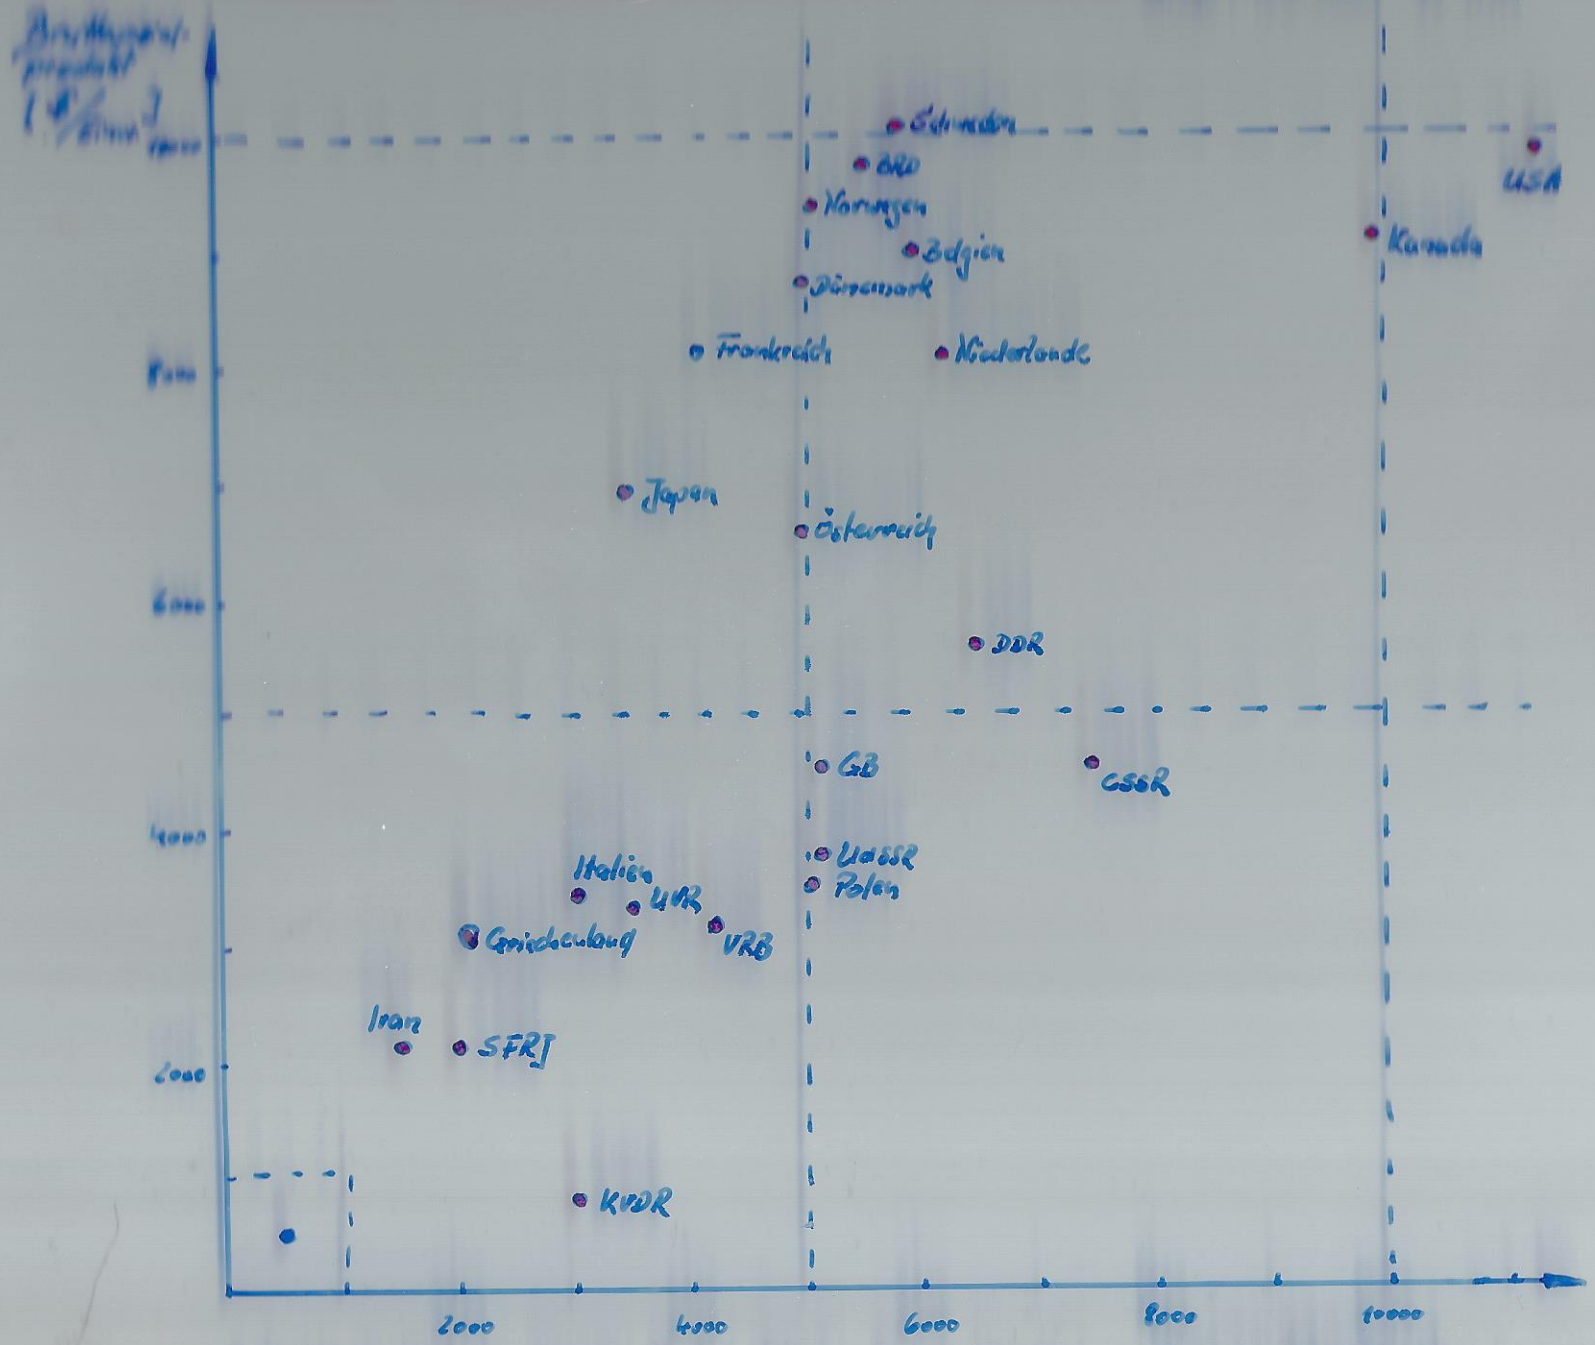 Bruttosozial-
produkt
[$/Einw.]
10000
Schweden
BRD
USA
Norwegen
Kanada
Belgien
Dänemark
Frankreich
Niederlande
8000
Japan
Österreich
6000
DDR
GB
CSSR
4000
UdSSR
Italien
UVR
Polen
Griechenland
VRB
Iran
SFRJ
2000
KVDR
2000 4000 6000 8000 10000